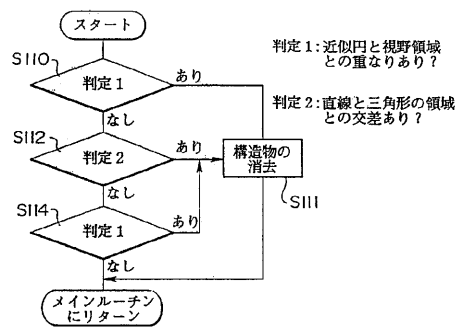 スタート
判定1:近似円と視野領域
との重なりあり?
S110
判定1
あり
なし
判定2:直線と三角形の領域
との交差あり?
S112
判定2
あり
構造物の
消去
なし
S111
S114
判定1
あり
なし
メインルーチン
にリターン